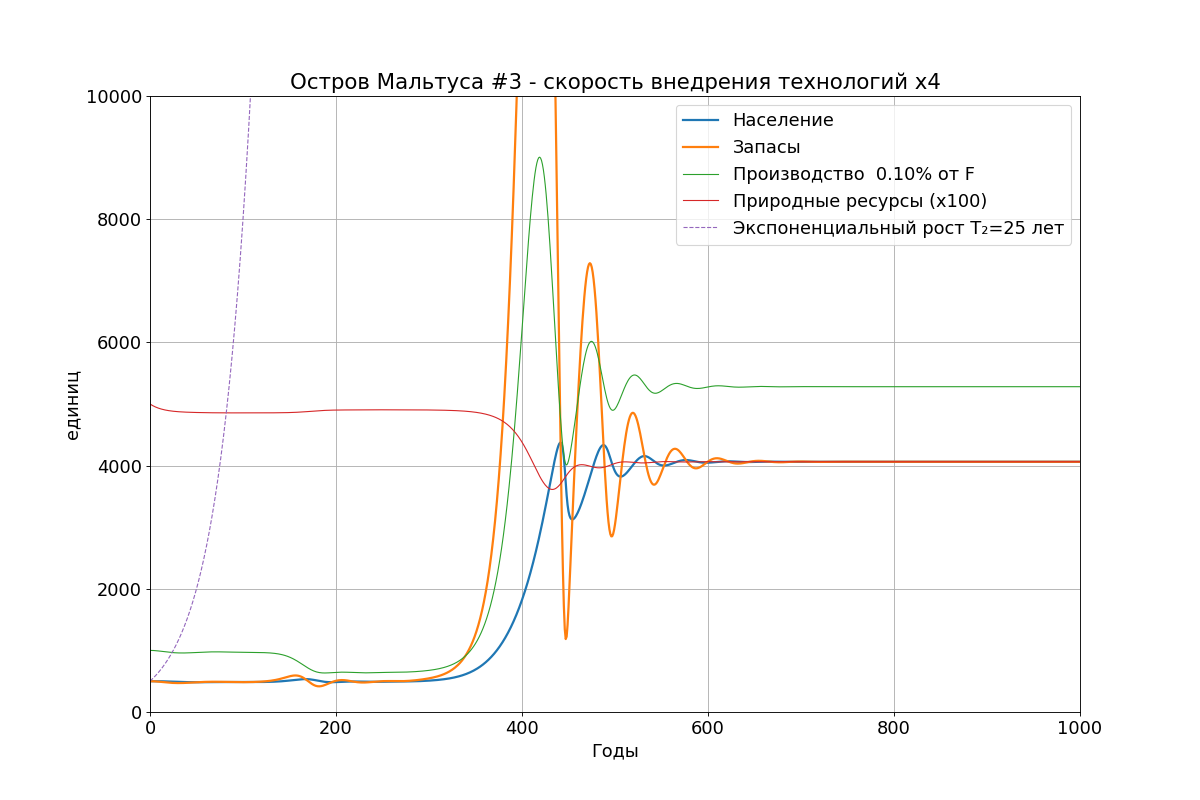 Остров Мальтуса #3 - скорость внедрения технологий x4
10000
8000
6000
4000
2000
0
единиц
Население
Запасы
Производство  0.10% от F
Природные ресурсы (x100)
Экспоненциальный рост T₂=25 лет
0 200 400 600 800 1000
Годы